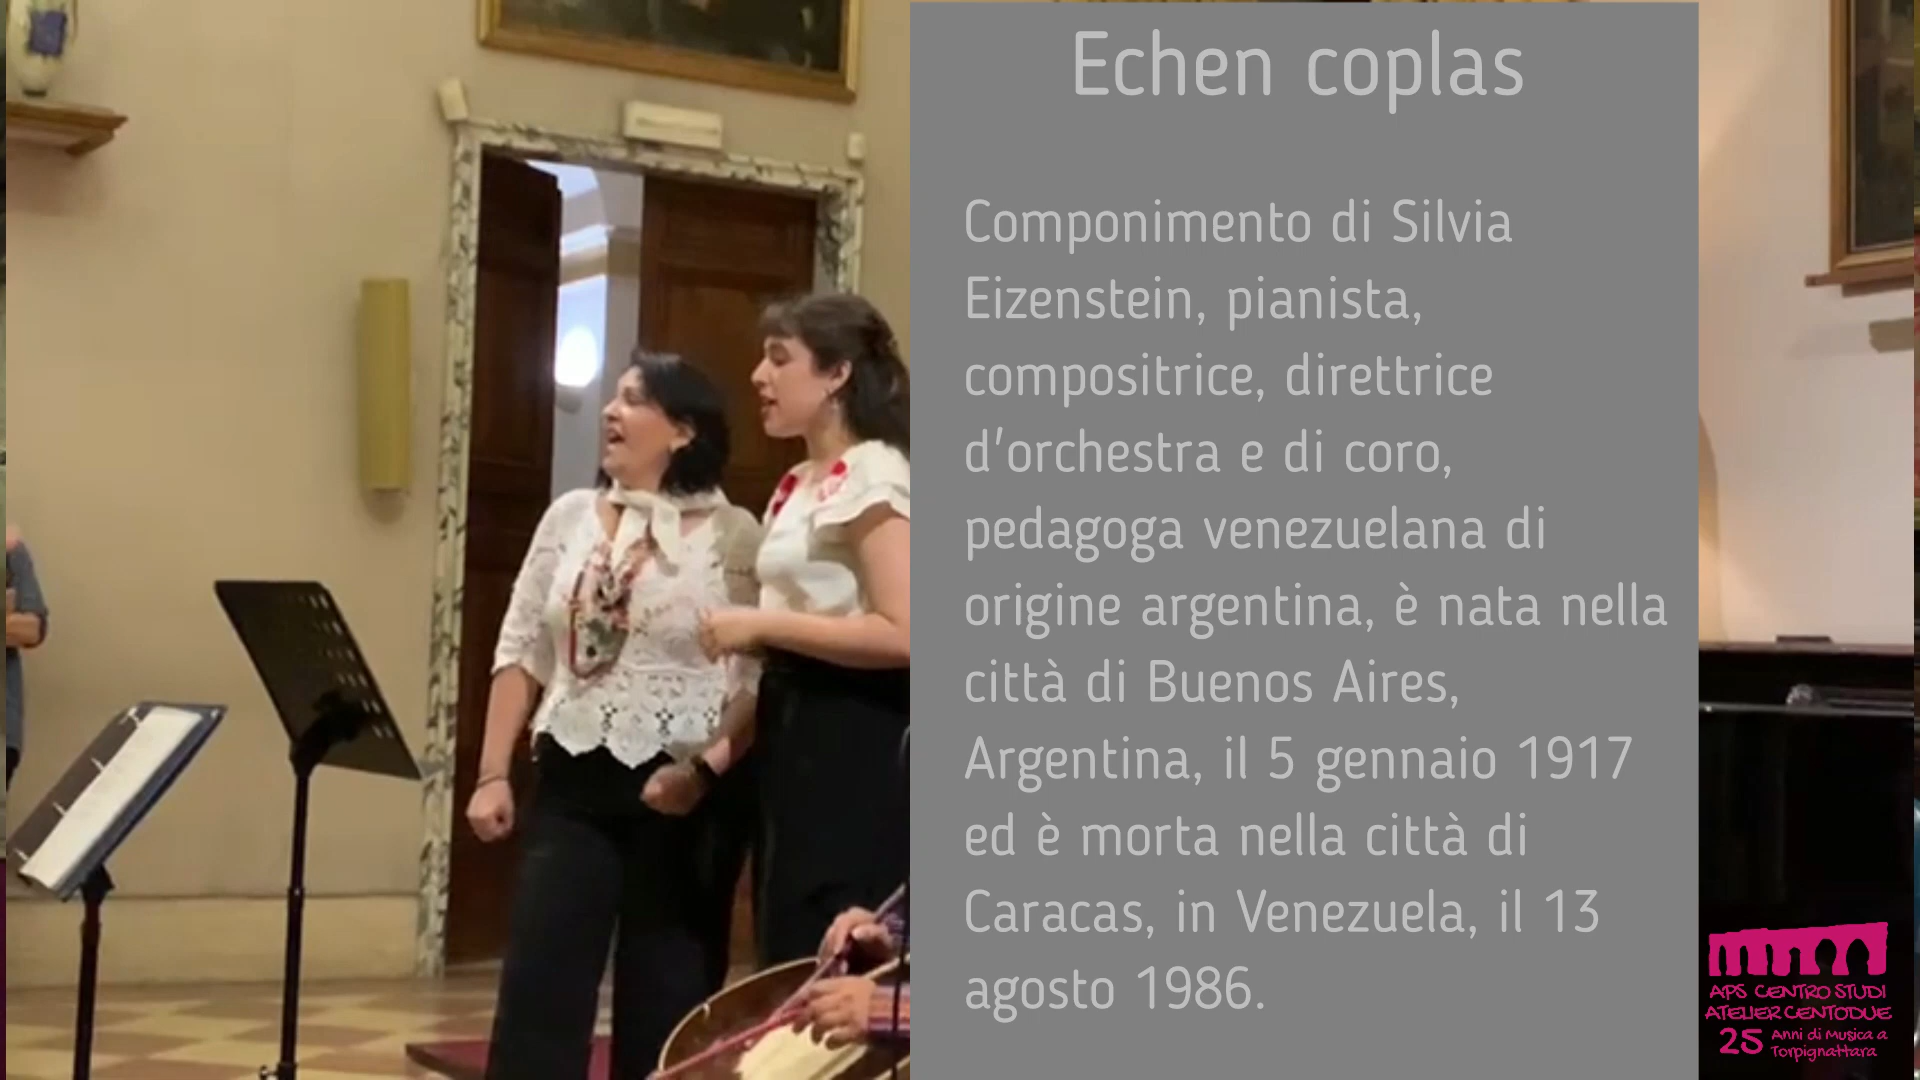 Echen coplas
Componimento di Silvia
Eizenstein, pianista,
compositrice, direttrice
d'orchestra e di coro,
pedagoga venezuelana di
origine argentina, è nata nella
città di Buenos Aires,
Argentina, il 5 gennaio 1917
ed è morta nella città di
Caracas, in Venezuela, il 13
agosto 1986.
APS CENTRO STUDI
ATELIER CENTODUE
25 Anni di Musica a
Torpignattara